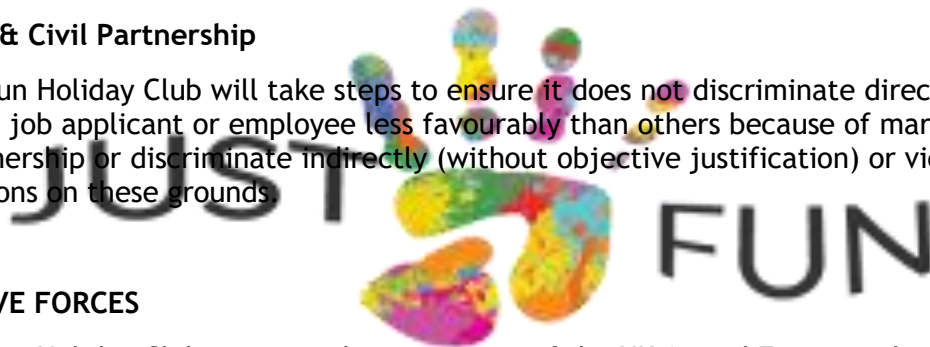 & Civil Partnership
un Holiday Club will take steps to ensure it does not discriminate direc
job applicant or employee less favourably than others because of mar
nership or discriminate indirectly (without objective justification) or vi
ons on these grounds.
JUST FUN
VE FORCES